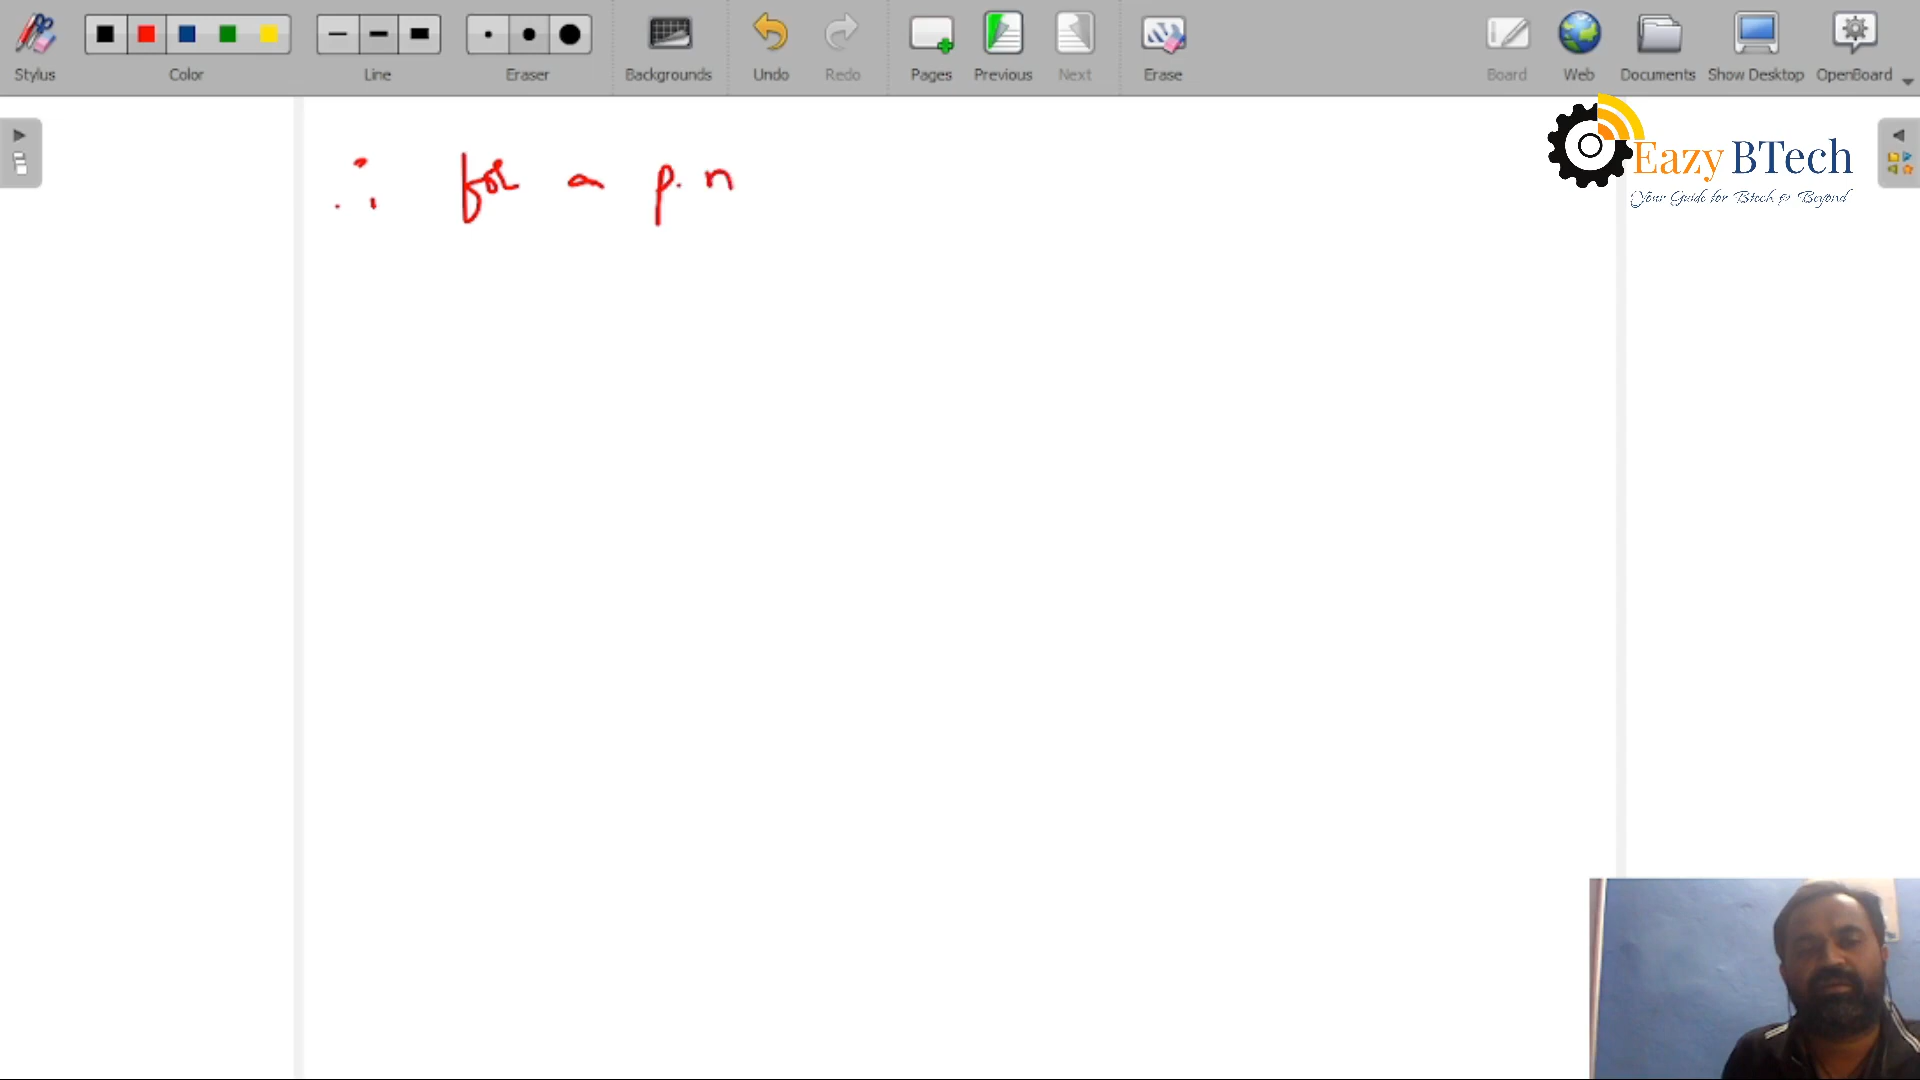 Stylus Color Line Eraser Backgrounds Undo Redo Pages Previous Next Erase Board Web Documents Show Desktop OpenBoard
Eazy BTech
Your Guide for Btech & Beyond
∴ for a p.n